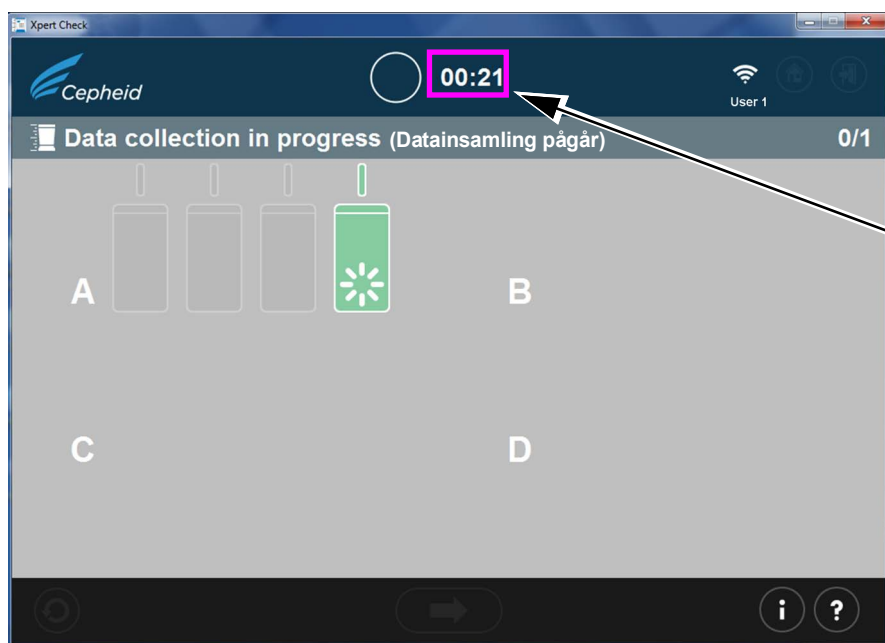 Xpert Check
Cepheid
00:21
User 1
Data collection in progress (Datainsamling pågår)
0/1
A
B
C
D
i
?